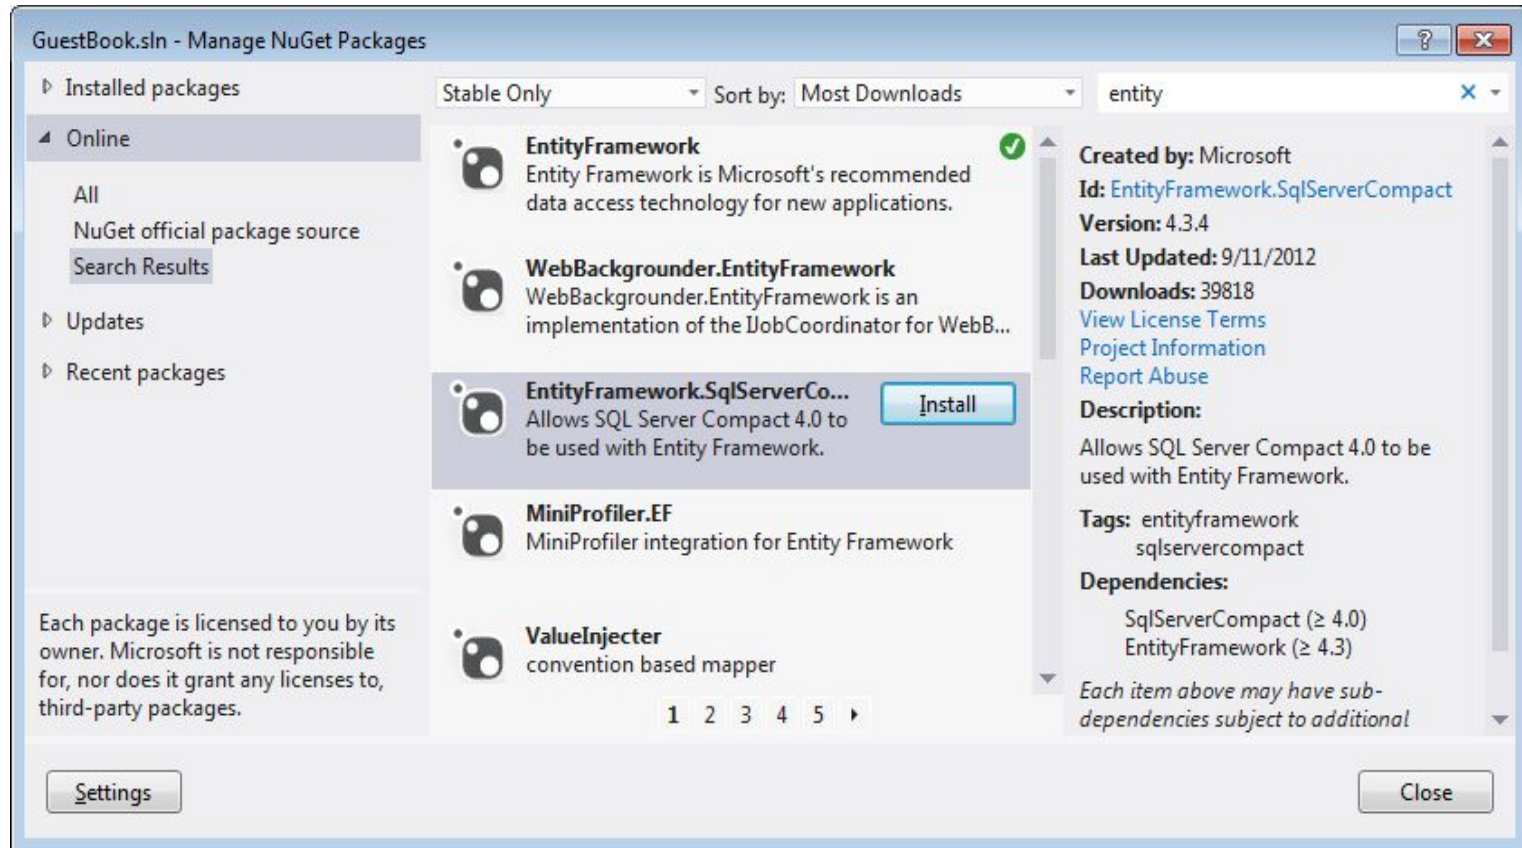 GuestBook.sln - Manage NuGet Packages
Installed packages
Online
All
NuGet official package source
Search Results
Updates
Recent packages
Each package is licensed to you by its
owner. Microsoft is not responsible
for, nor does it grant any licenses to,
third-party packages.
Stable Only
Sort by: Most Downloads
entity
EntityFramework
Entity Framework is Microsoft's recommended
data access technology for new applications.
WebBackgrounder.EntityFramework
WebBackgrounder.EntityFramework is an
implementation of the IJobCoordinator for WebB...
EntityFramework.SqlServerCo...
Allows SQL Server Compact 4.0 to
be used with Entity Framework.
Install
MiniProfiler.EF
MiniProfiler integration for Entity Framework
ValueInjecter
convention based mapper
1 2 3 4 5
Created by: Microsoft
Id: EntityFramework.SqlServerCompact
Version: 4.3.4
Last Updated: 9/11/2012
Downloads: 39818
View License Terms
Project Information
Report Abuse
Description:
Allows SQL Server Compact 4.0 to be
used with Entity Framework.
Tags: entityframework
sqlservercompact
Dependencies:
SqlServerCompact (≥ 4.0)
EntityFramework (≥ 4.3)
Each item above may have sub-
dependencies subject to additional
Settings
Close